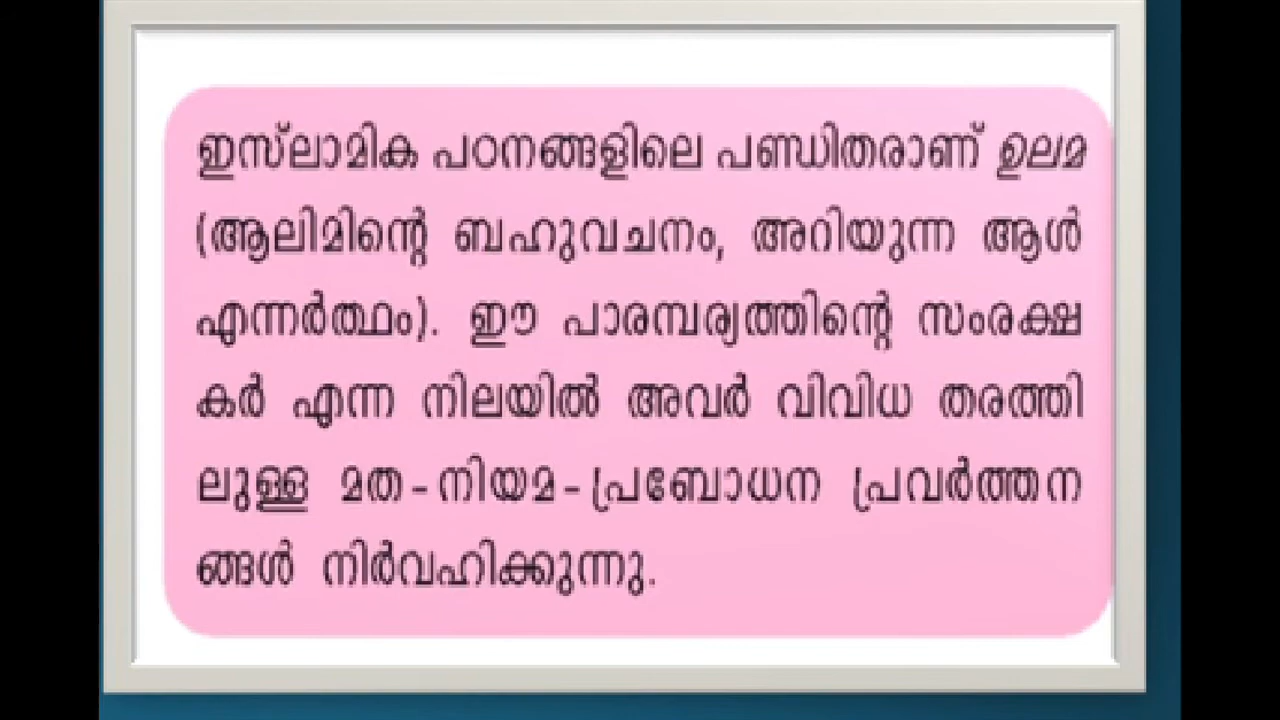 ഇസ്‌ലാമിക പഠനങ്ങളിലെ പണ്ഡിതരാണ് ഉലമ
(ആലിമിന്റെ ബഹുവചനം, അറിയുന്ന ആൾ
എന്നർത്ഥം). ഈ പാരമ്പര്യത്തിന്റെ സംരക്ഷ
കർ എന്ന നിലയിൽ അവർ വിവിധ തരത്തി
ലുള്ള മത-നിയമ-പ്രബോധന പ്രവർത്തന
ങ്ങൾ നിർവഹിക്കുന്നു.